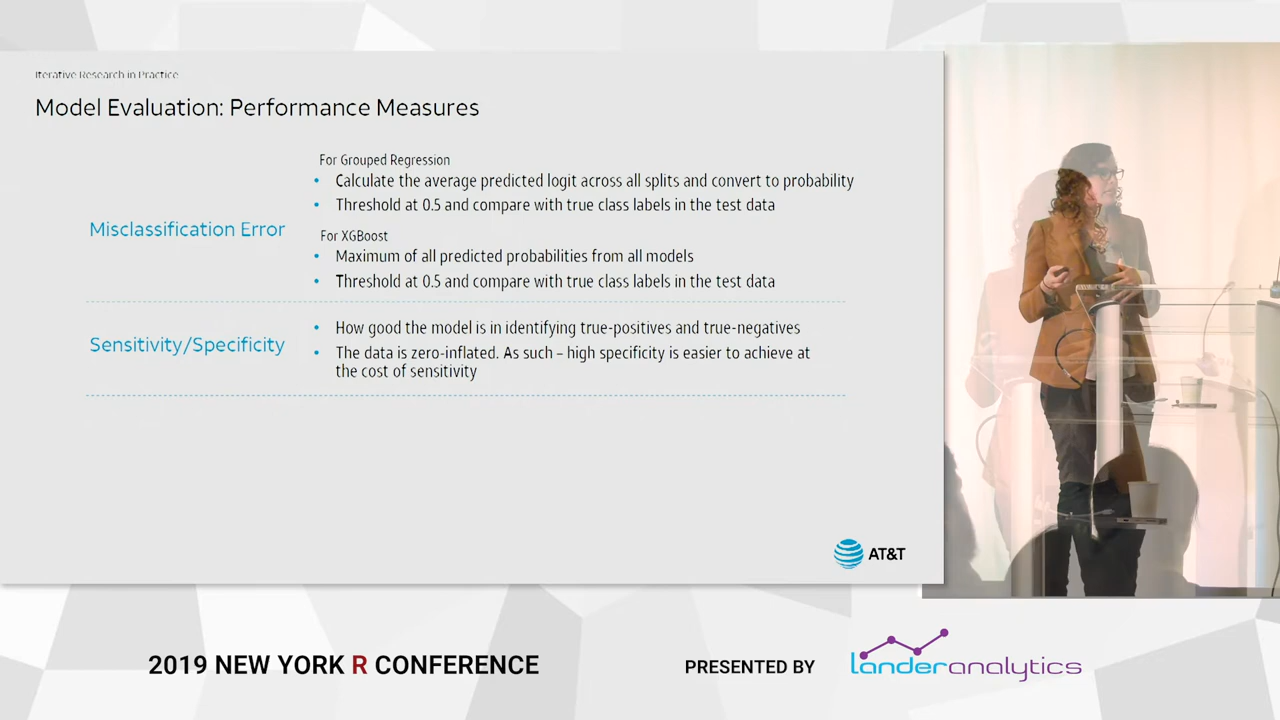 Iterative Research in Practice
Model Evaluation: Performance Measures
Misclassification Error
For Grouped Regression
• Calculate the average predicted logit across all splits and convert to probability
• Threshold at 0.5 and compare with true class labels in the test data
For XGBoost
• Maximum of all predicted probabilities from all models
• Threshold at 0.5 and compare with true class labels in the test data
Sensitivity/Specificity
• How good the model is in identifying true-positives and true-negatives
• The data is zero-inflated. As such – high specificity is easier to achieve at
the cost of sensitivity
AT&T
2019 NEW YORK R CONFERENCE
PRESENTED BY
landeranalytics